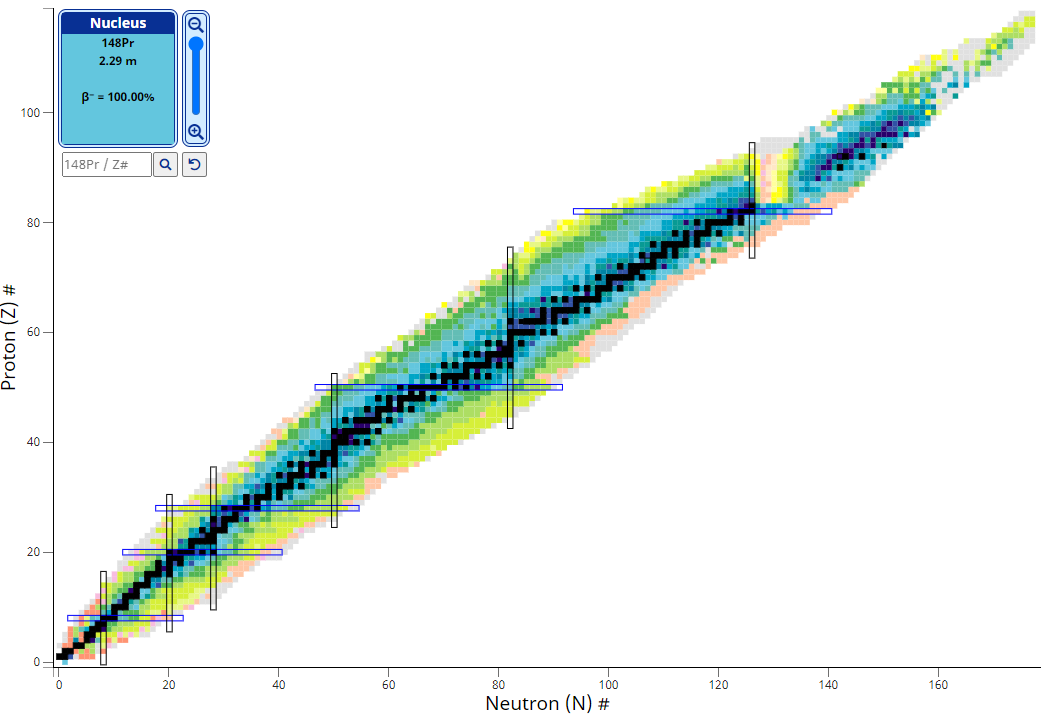 Nucleus
148Pr
2.29 m
β⁻ = 100.00%
148Pr / Z#
Proton (Z) #
100
80
60
40
20
0
0 20 40 60 80 100 120 140 160
Neutron (N) #